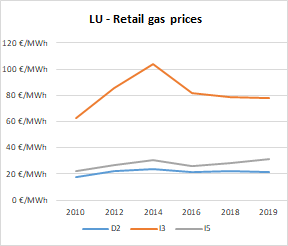 LU - Retail gas prices
120 €/MWh
100 €/MWh
80 €/MWh
60 €/MWh
40 €/MWh
20 €/MWh
0 €/MWh
2010 2012 2014 2016 2018 2019
D2 I3 I5